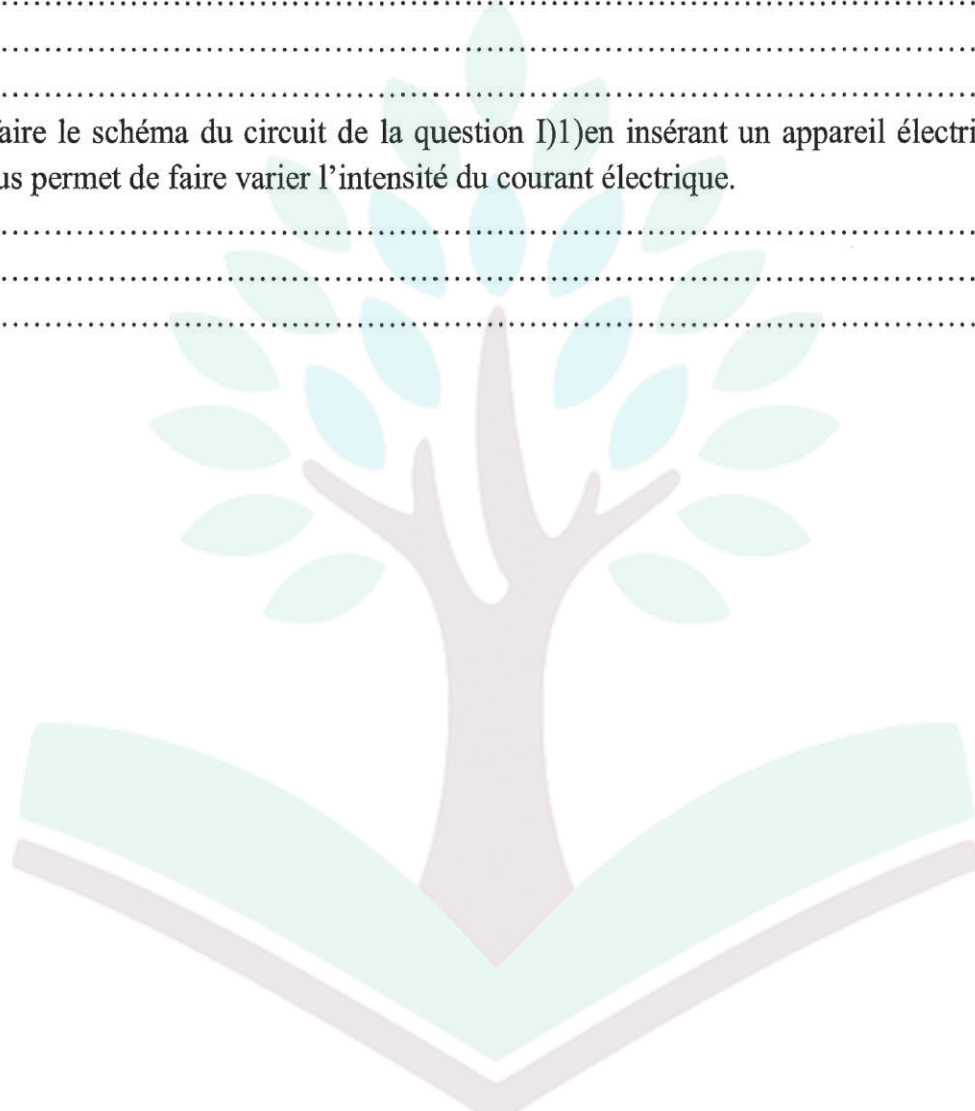 aire le schéma du circuit de la question I)1)en insérant un appareil électri
us permet de faire varier l'intensité du courant électrique.